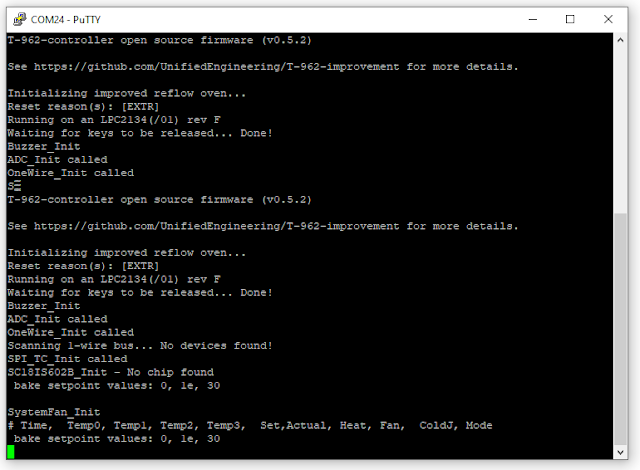 COM24 - PuTTY
T-962-controller open source firmware (v0.5.2)
See https://github.com/UnifiedEngineering/T-962-improvement for more details.
Initializing improved reflow oven...
Reset reason(s): [EXTR]
Running on an LPC2134(/01) rev F
Waiting for keys to be released... Done!
Buzzer_Init
ADC_Init called
OneWire_Init called
S
T-962-controller open source firmware (v0.5.2)
See https://github.com/UnifiedEngineering/T-962-improvement for more details.
Initializing improved reflow oven...
Reset reason(s): [EXTR]
Running on an LPC2134(/01) rev F
Waiting for keys to be released... Done!
Buzzer_Init
ADC_Init called
OneWire_Init called
Scanning 1-wire bus... No devices found!
SPI_TC_Init called
SC18IS602B_Init - No chip found
 bake setpoint values: 0, 1e, 30
SystemFan_Init
# Time,  Temp0, Temp1, Temp2, Temp3,  Set,Actual, Heat, Fan,  ColdJ, Mode
 bake setpoint values: 0, 1e, 30